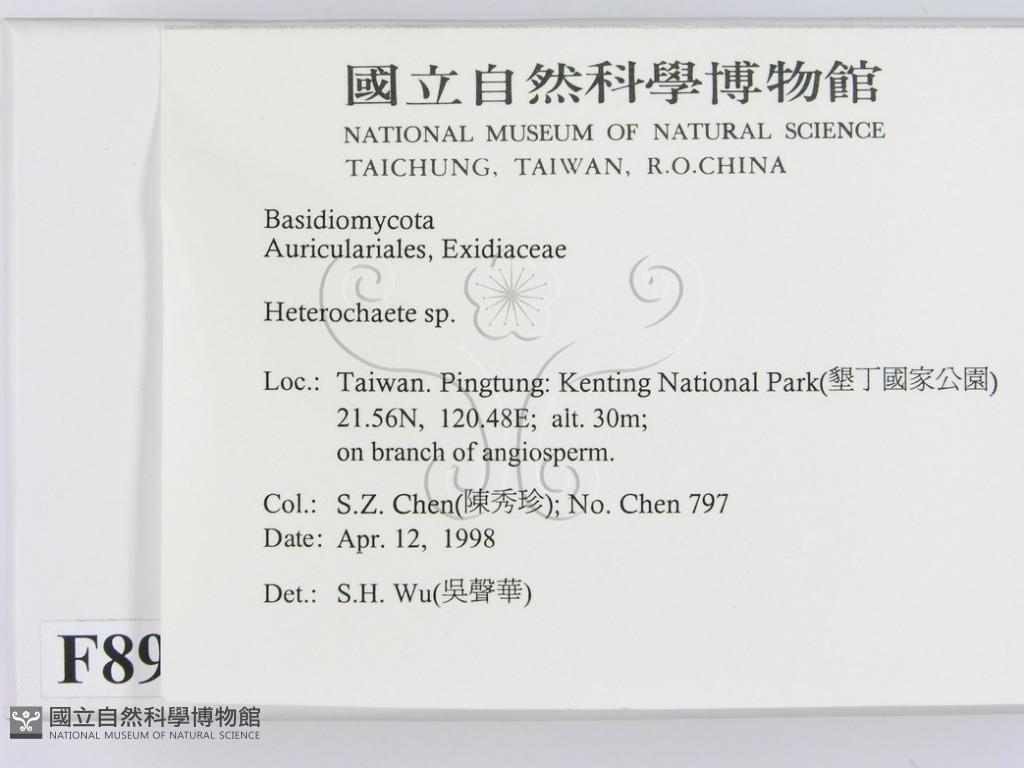 國立自然科學博物館
NATIONAL MUSEUM OF NATURAL SCIENCE
TAICHUNG, TAIWAN, R.O.CHINA
Basidiomycota
Auriculariales, Exidiaceae
Heterochaete sp.
Loc.: Taiwan. Pingtung: Kenting National Park(墾丁國家公園)
21.56N, 120.48E; alt. 30m;
on branch of angiosperm.
Col.: S.Z. Chen(陳秀珍); No. Chen 797
Date: Apr. 12, 1998
Det.: S.H. Wu(吳聲華)
F89
國立自然科學博物館
NATIONAL MUSEUM OF NATURAL SCIENCE